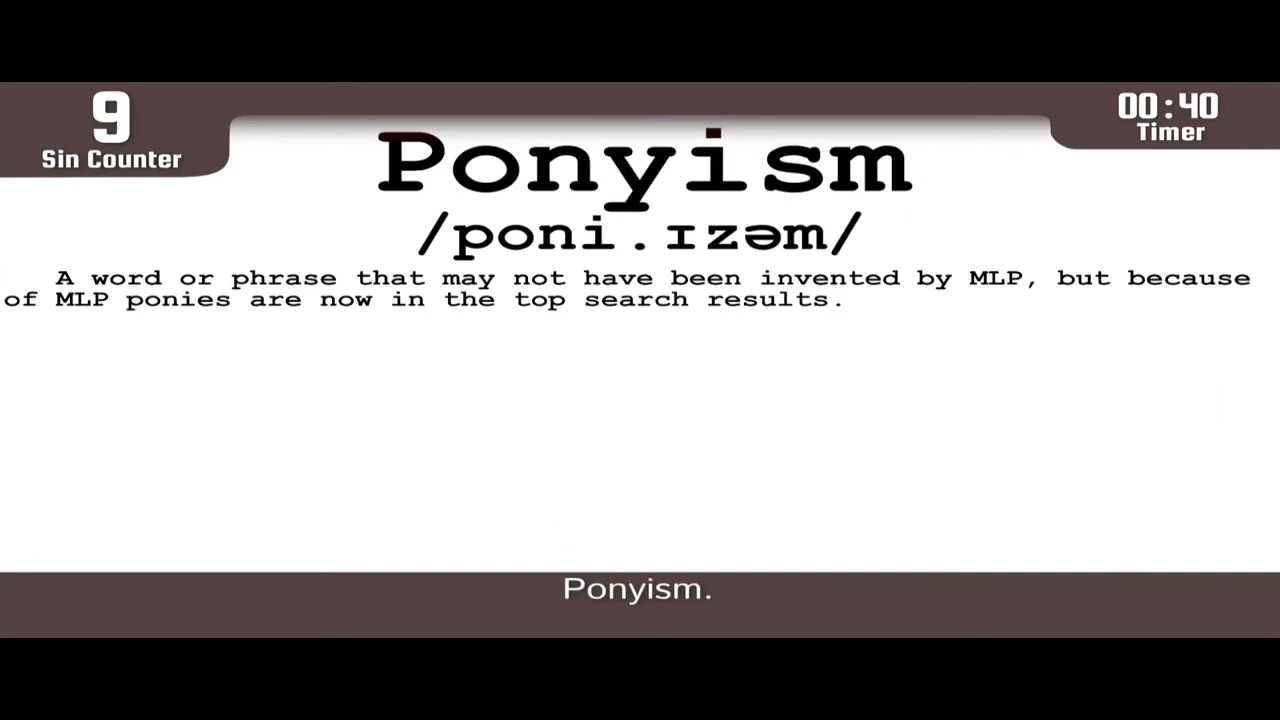 9
Sin Counter
00:40
Timer
Ponyism
/poni.ɪzəm/
A word or phrase that may not have been invented by MLP, but because
of MLP ponies are now in the top search results.
Ponyism.